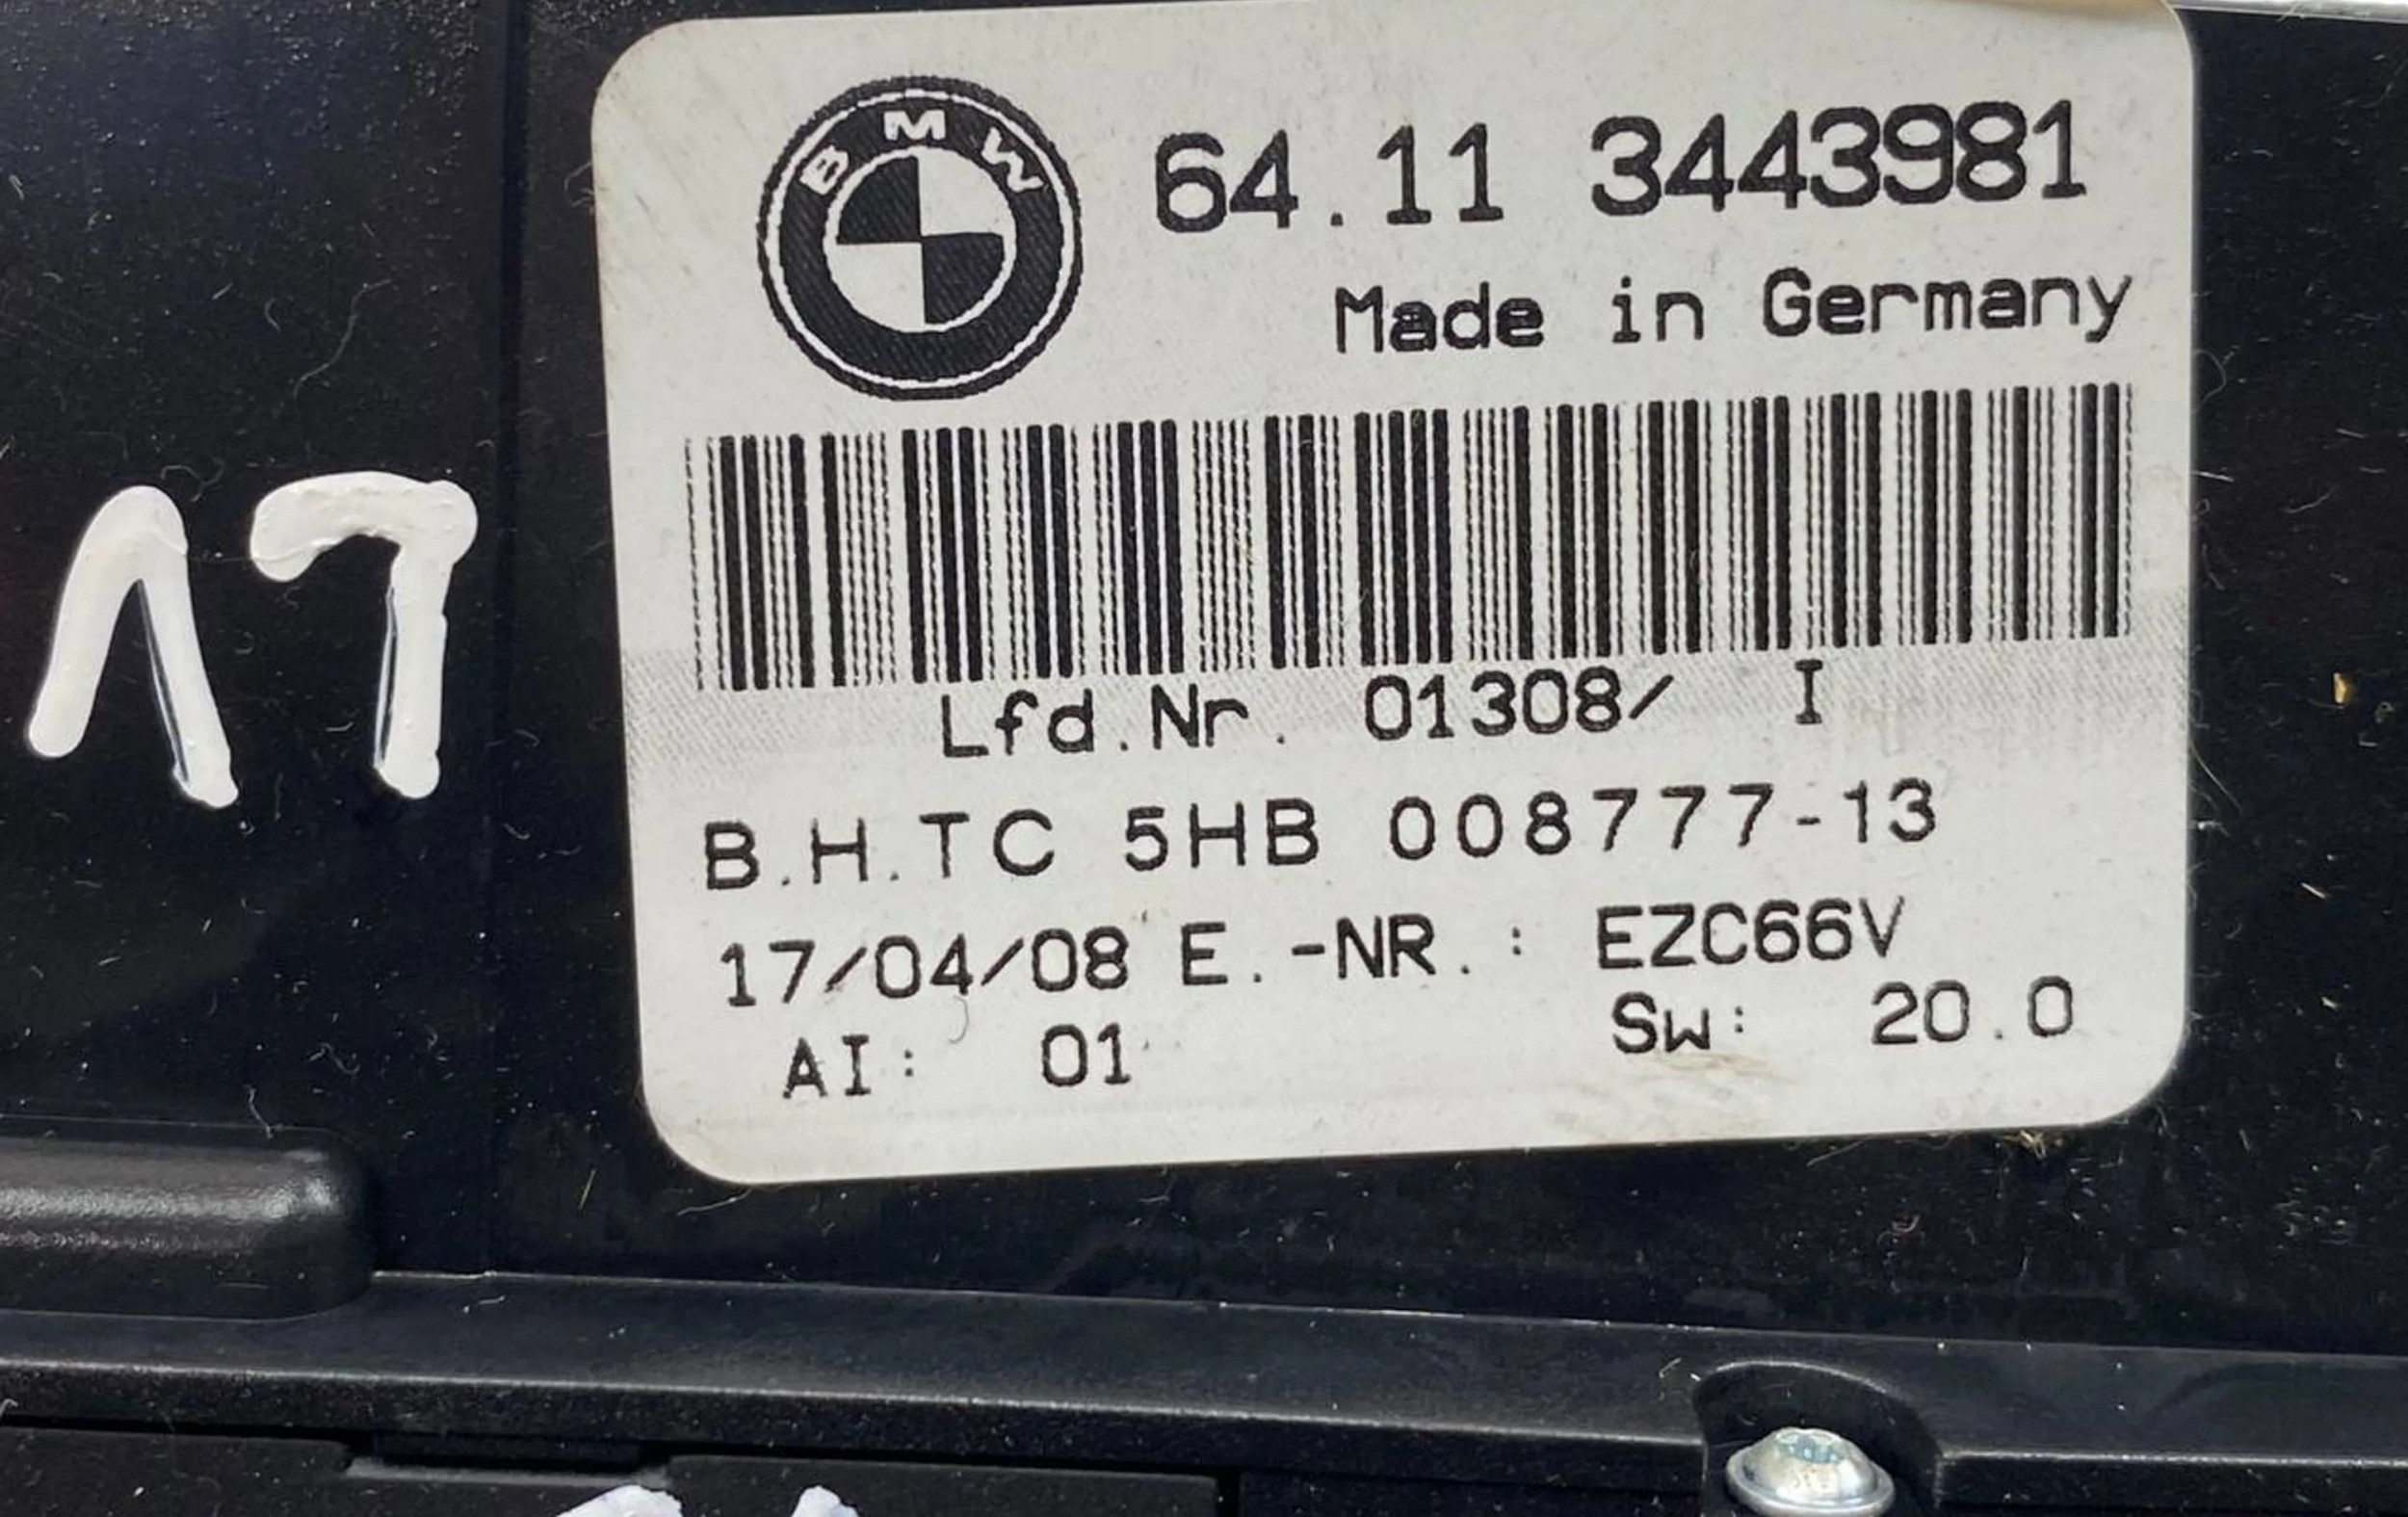 BMW
64.11 3443981
Made in Germany
17
Lfd.Nr. 01308/ I
B.H.TC 5HB 008777-13
17/04/08 E.-NR.: EZC66V
AI: 01 Sw: 20.0